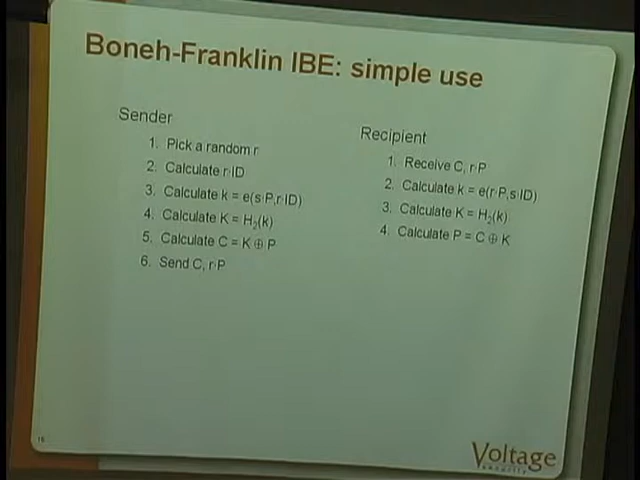 Boneh-Franklin IBE: simple use
Sender
1. Pick a random r
2. Calculate r·ID
3. Calculate k = e(s·P,r·ID)
4. Calculate K = H₂(k)
5. Calculate C = K ⊕ P
6. Send C, r·P
Recipient
1. Receive C, r·P
2. Calculate k = e(r·P,s·ID)
3. Calculate K = H₂(k)
4. Calculate P = C ⊕ K
Voltage
security